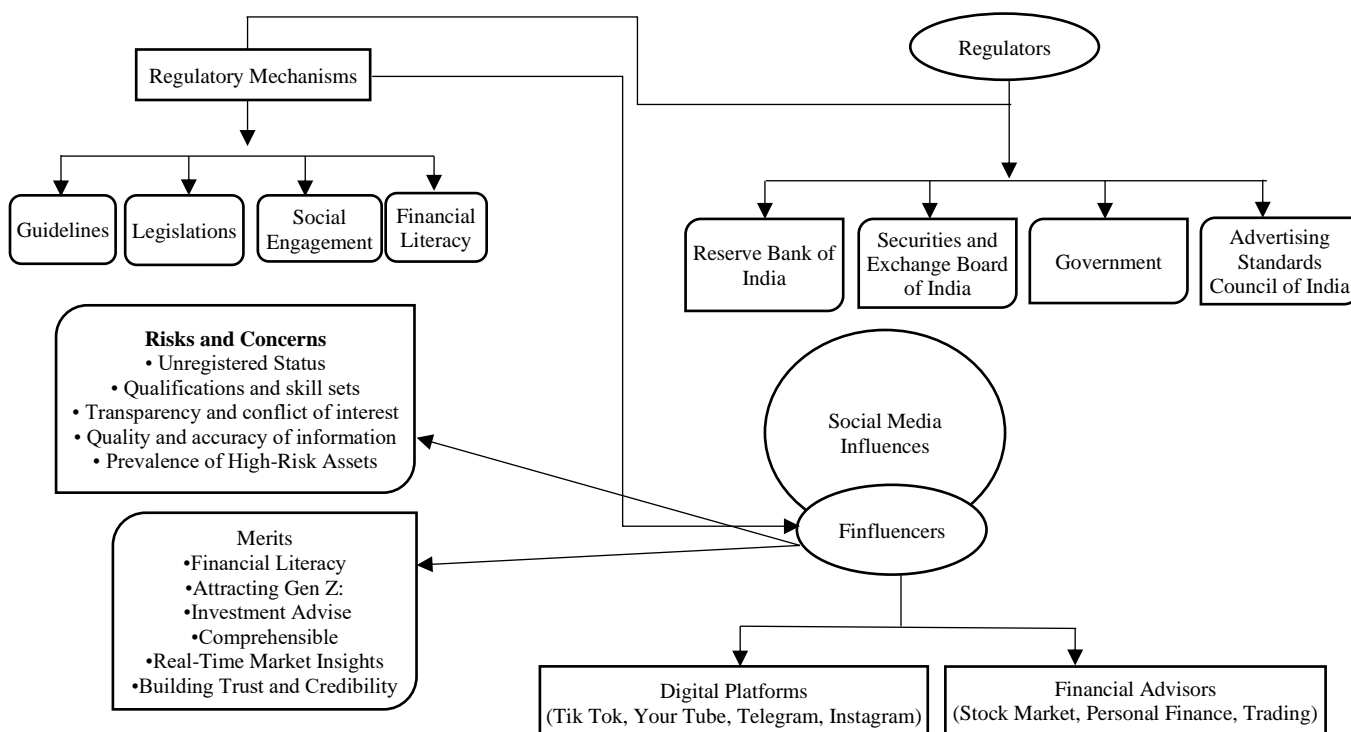 Regulators
Regulatory Mechanisms
Guidelines
Legislations
Social
Engagement
Financial
Literacy
Reserve Bank of
India
Securities and
Exchange Board
of India
Government
Advertising
Standards
Council of India
Risks and Concerns
• Unregistered Status
• Qualifications and skill sets
• Transparency and conflict of interest
• Quality and accuracy of information
• Prevalence of High-Risk Assets
Social Media
Influences
Finfluencers
Merits
•Financial Literacy
•Attracting Gen Z:
•Investment Advise
•Comprehensible
•Real-Time Market Insights
•Building Trust and Credibility
Digital Platforms
(Tik Tok, Your Tube, Telegram, Instagram)
Financial Advisors
(Stock Market, Personal Finance, Trading)